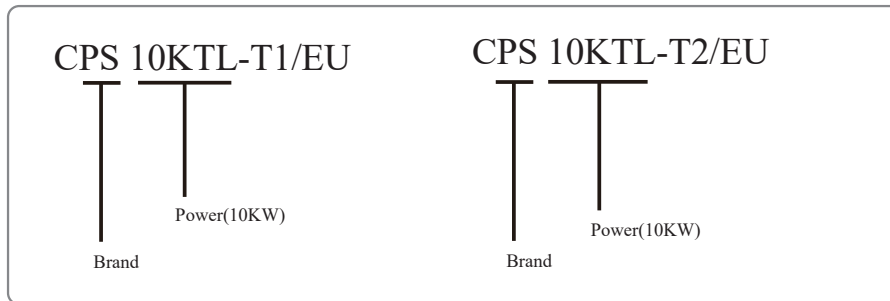 CPS 10KTL-T1/EU
Power(10KW)
Brand
CPS 10KTL-T2/EU
Power(10KW)
Brand